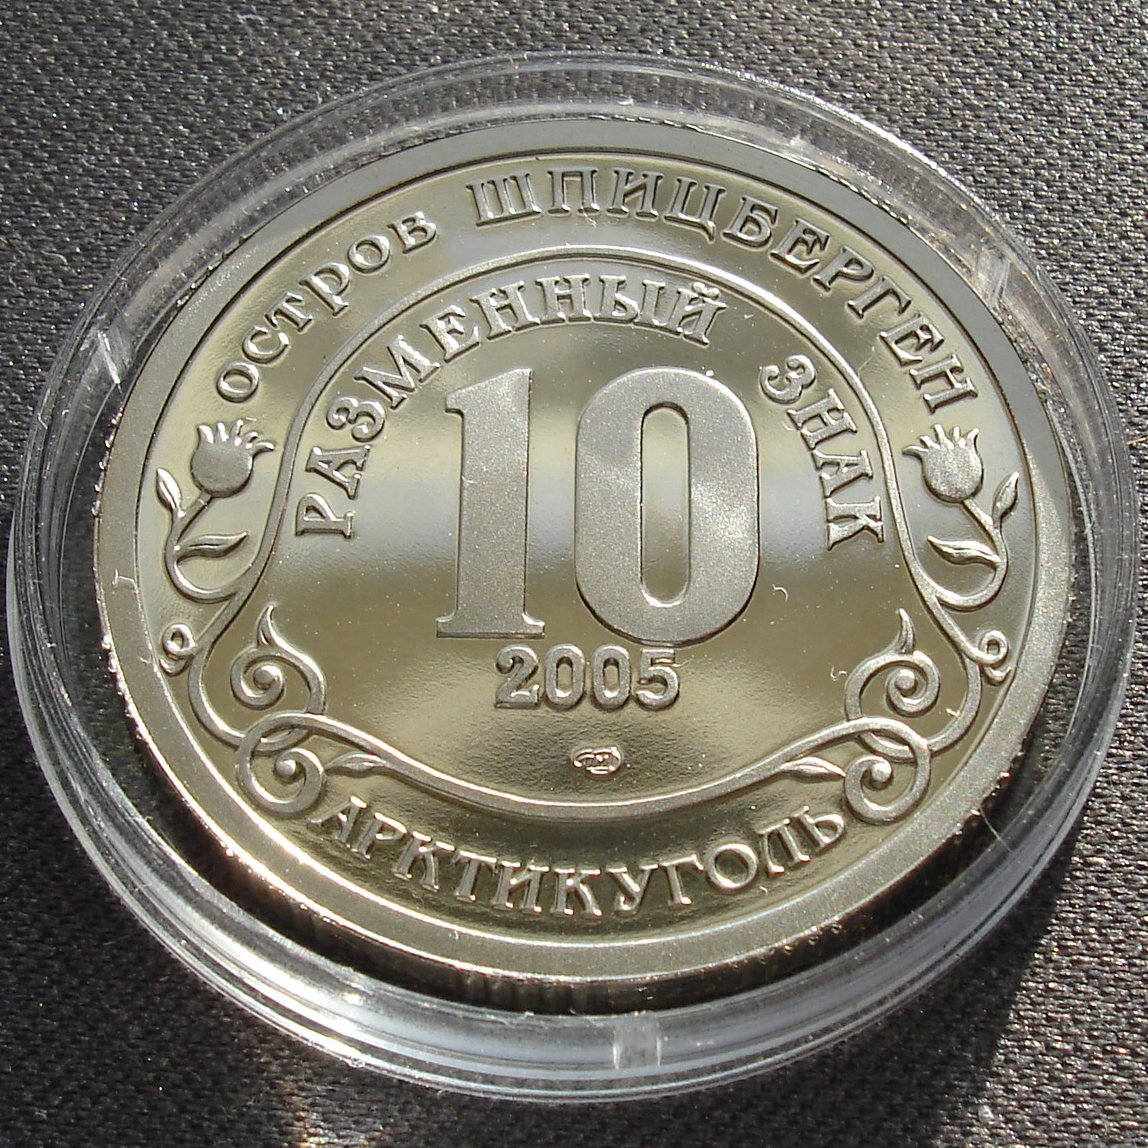 ОСТРОВ ШПИЦБЕРГЕН
РАЗМЕННЫЙ ЗНАК
10
2005
АРКТИКУГОЛЬ